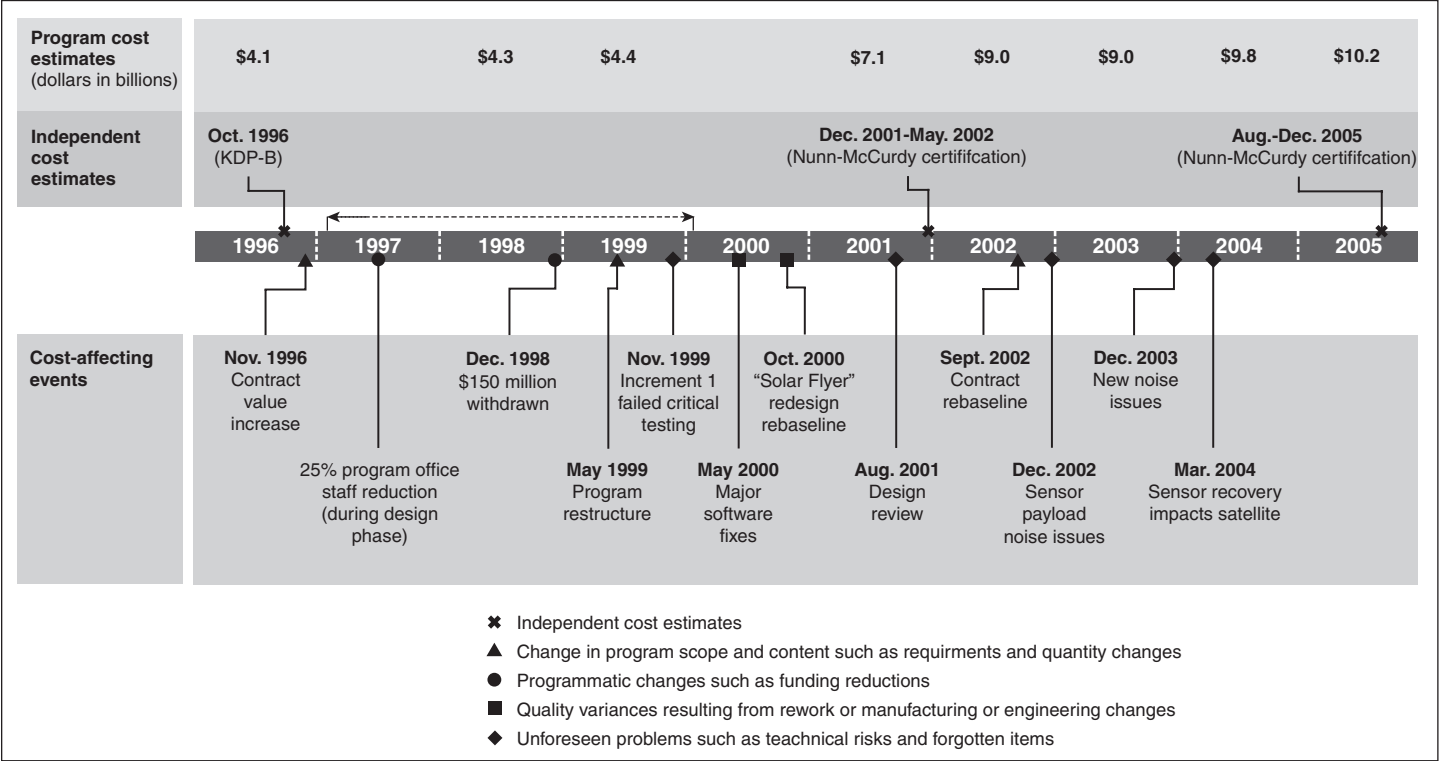 Program cost
estimates
(dollars in billions)
$4.1
$4.3
$4.4
$7.1
$9.0
$9.0
$9.8
$10.2
Independent
cost
estimates
Oct. 1996
(KDP-B)
Dec. 2001-May. 2002
(Nunn-McCurdy certififcation)
Aug.-Dec. 2005
(Nunn-McCurdy certififcation)
1996
1997
1998
1999
2000
2001
2002
2003
2004
2005
Cost-affecting
events
Nov. 1996
Contract
value
increase
25% program office
staff reduction
(during design
phase)
Dec. 1998
$150 million
withdrawn
May 1999
Program
restructure
Nov. 1999
Increment 1
failed critical
testing
May 2000
Major
software
fixes
Oct. 2000
“Solar Flyer”
redesign
rebaseline
Aug. 2001
Design
review
Sept. 2002
Contract
rebaseline
Dec. 2002
Sensor
payload
noise issues
Dec. 2003
New noise
issues
Mar. 2004
Sensor recovery
impacts satellite
Independent cost estimates
Change in program scope and content such as requirments and quantity changes
Programmatic changes such as funding reductions
Quality variances resulting from rework or manufacturing or engineering changes
Unforeseen problems such as teachnical risks and forgotten items